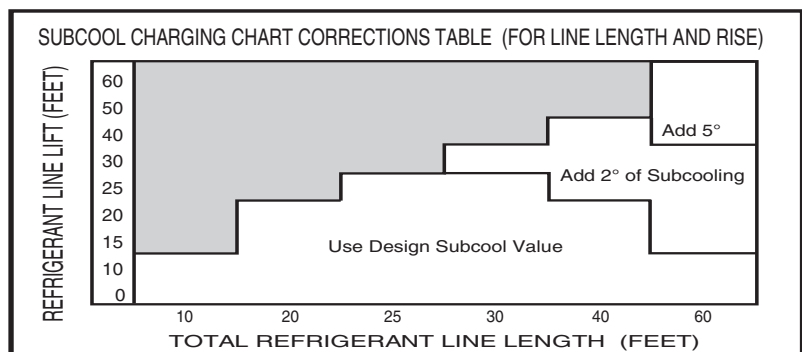 SUBCOOL CHARGING CHART CORRECTIONS TABLE (FOR LINE LENGTH AND RISE)
REFRIGERANT LINE LIFT (FEET)
60
50
40
30
25
20
15
10
0
Add 5°
Add 2° of Subcooling
Use Design Subcool Value
10 20 25 30 40 60
TOTAL REFRIGERANT LINE LENGTH (FEET)